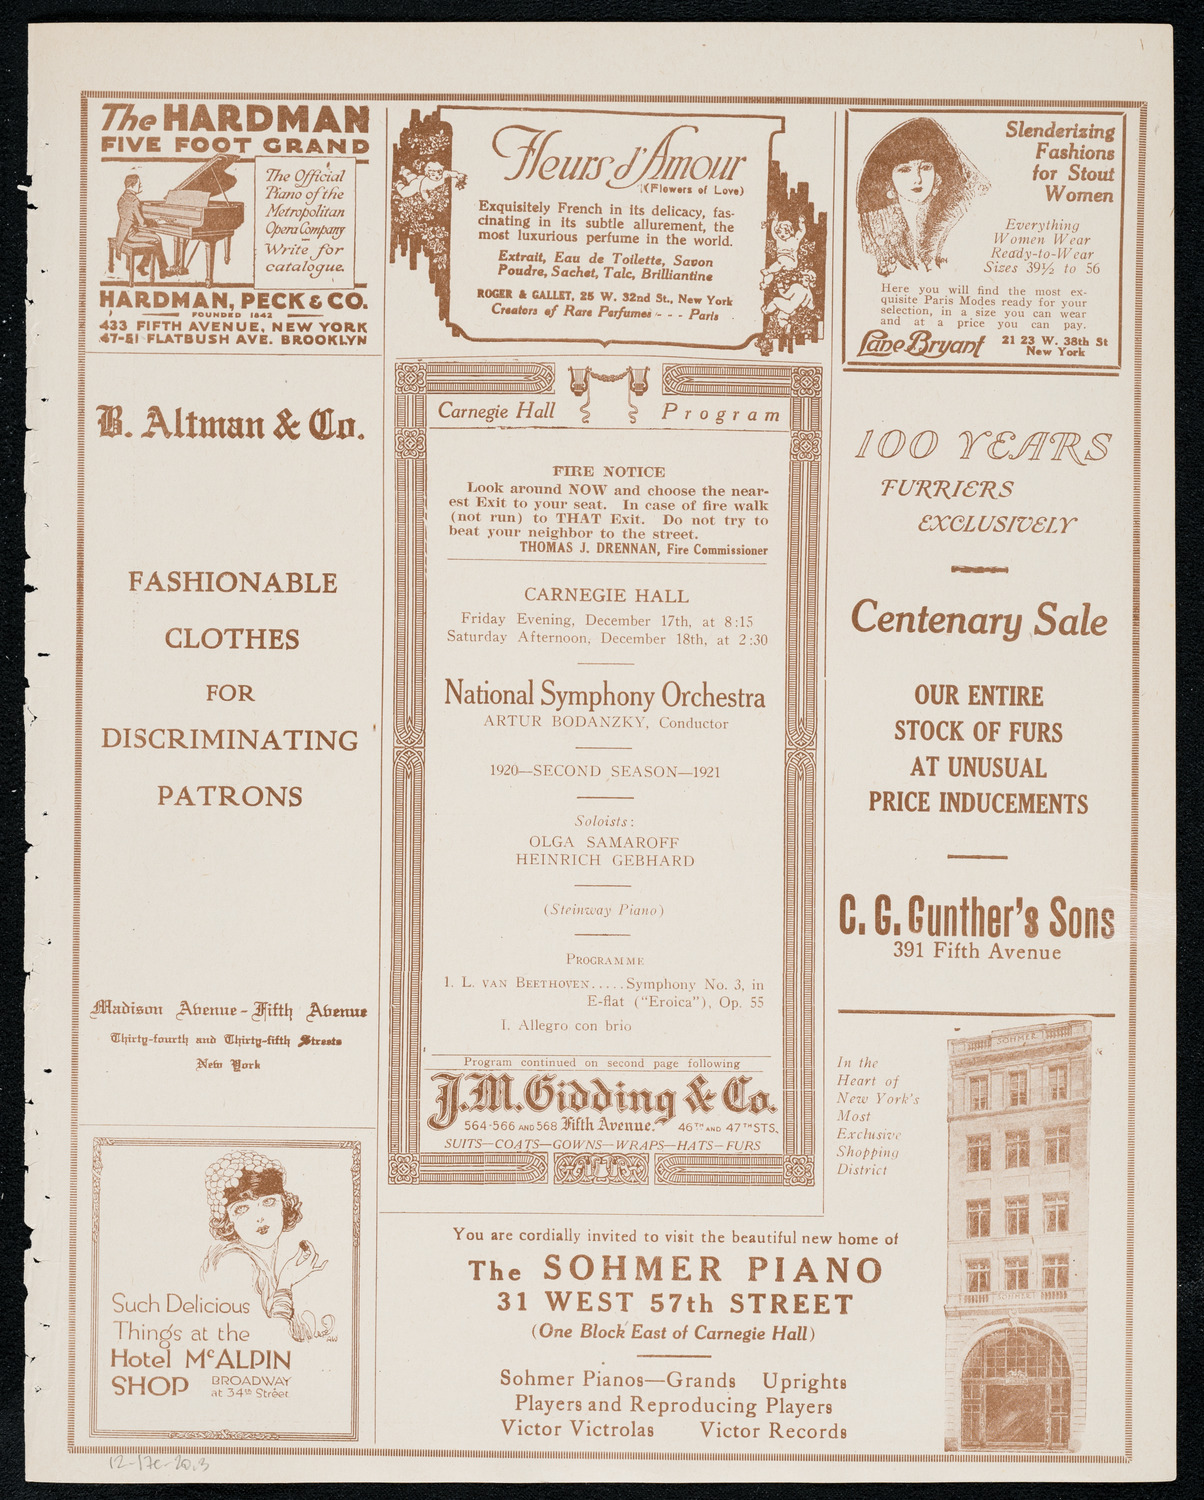 The HARDMAN
FIVE FOOT GRAND
The Official
Piano of the
Metropolitan
Opera Company
Write for
catalogue.
HARDMAN, PECK & CO.
FOUNDED 1842
433 FIFTH AVENUE, NEW YORK
47-51 FLATBUSH AVE. BROOKLYN
Fleurs d'Amour
(Flowers of Love)
Exquisitely French in its delicacy, fas-
cinating in its subtle allurement, the
most luxurious perfume in the world.
Extrait, Eau de Toilette, Savon
Poudre, Sachet, Talc, Brilliantine
ROGER & GALLET, 25 W. 32nd St., New York
Creators of Rare Perfumes - - - Paris
Slenderizing
Fashions
for Stout
Women
Everything
Women Wear
Ready-to-Wear
Sizes 39½ to 56
Here you will find the most ex-
quisite Paris Modes ready for your
selection, in a size you can wear
and at a price you can pay.
Lane Bryant 21 23 W. 38th St
New York
B. Altman & Co.
FASHIONABLE
CLOTHES
FOR
DISCRIMINATING
PATRONS
Madison Avenue - Fifth Avenue
Thirty-fourth and Thirty-fifth Streets
New York
Such Delicious
Things at the
Hotel McALPIN
SHOP BROADWAY
at 34th Street
Carnegie Hall Program
FIRE NOTICE
Look around NOW and choose the near-
est Exit to your seat. In case of fire walk
(not run) to THAT Exit. Do not try to
beat your neighbor to the street.
THOMAS J. DRENNAN, Fire Commissioner
CARNEGIE HALL
Friday Evening, December 17th, at 8:15
Saturday Afternoon, December 18th, at 2:30
National Symphony Orchestra
ARTUR BODANZKY, Conductor
1920—SECOND SEASON—1921
Soloists:
OLGA SAMAROFF
HEINRICH GEBHARD
(Steinway Piano)
PROGRAMME
1. L. VAN BEETHOVEN.....Symphony No. 3, in
E-flat ("Eroica"), Op. 55
I. Allegro con brio
Program continued on second page following
J. M. Gidding & Co.
564-566 AND 568 Fifth Avenue. 46TH AND 47TH STS.
SUITS—COATS—GOWNS—WRAPS—HATS—FURS
100 YEARS
FURRIERS
EXCLUSIVELY
Centenary Sale
OUR ENTIRE
STOCK OF FURS
AT UNUSUAL
PRICE INDUCEMENTS
C. G. Gunther's Sons
391 Fifth Avenue
In the
Heart of
New York's
Most
Exclusive
Shopping
District
SOHMER
SOHMER
You are cordially invited to visit the beautiful new home of
The SOHMER PIANO
31 WEST 57th STREET
(One Block East of Carnegie Hall)
Sohmer Pianos—Grands Uprights
Players and Reproducing Players
Victor Victrolas Victor Records
12-17e-20.3